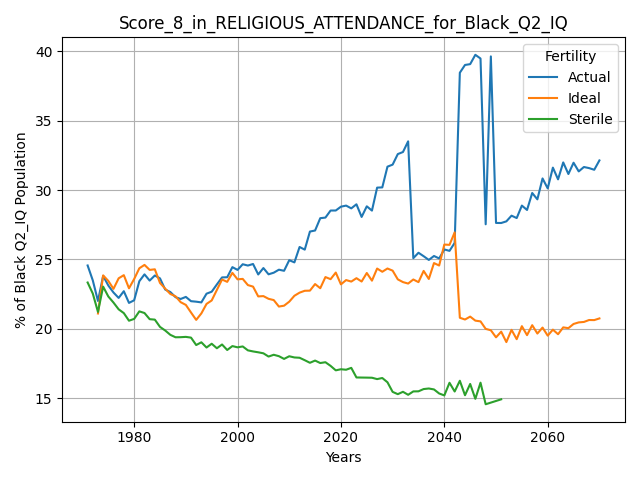 Score_8_in_RELIGIOUS_ATTENDANCE_for_Black_Q2_IQ
% of Black Q2_IQ Population
40
35
30
25
20
15
Fertility
Actual
Ideal
Sterile
1980
2000
2020
2040
2060
Years